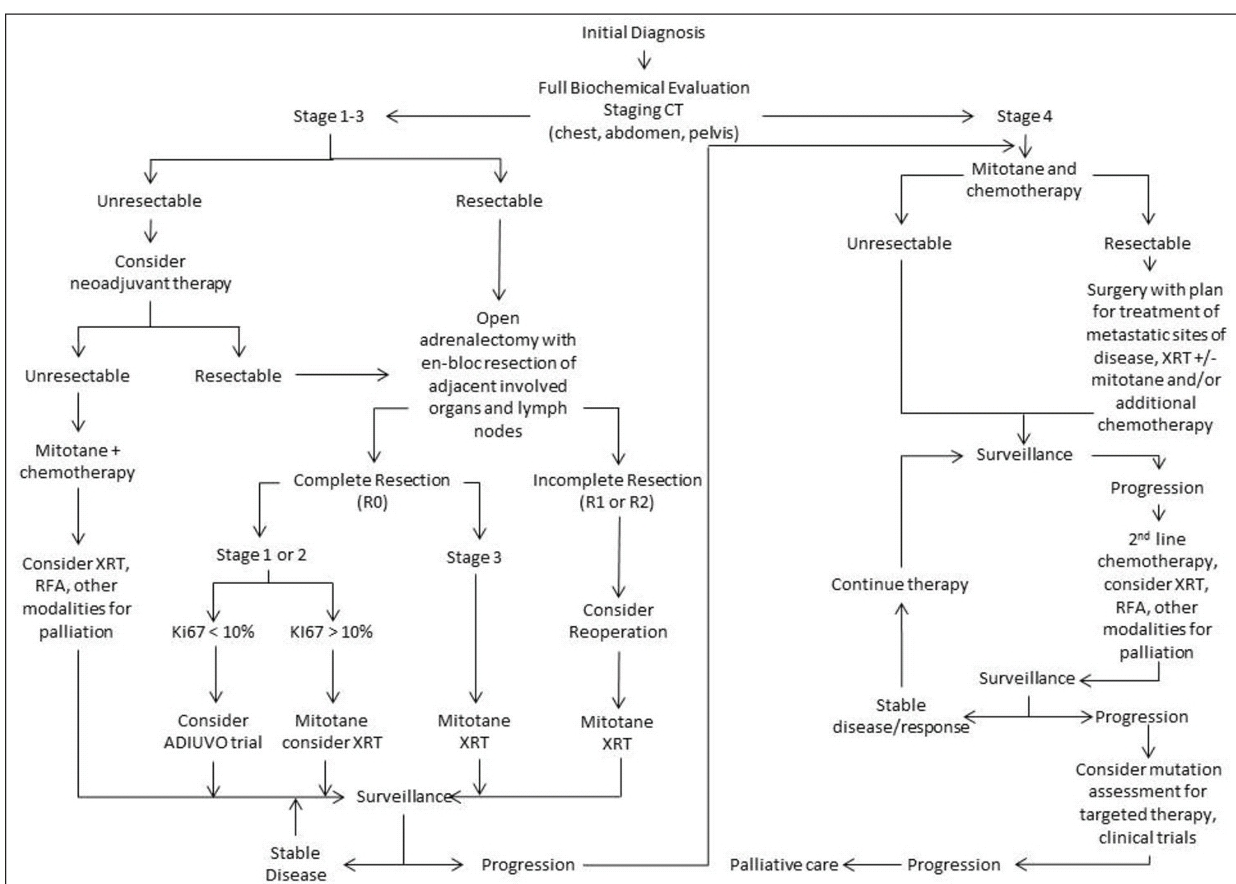 Initial Diagnosis
Full Biochemical Evaluation
Staging CT
(chest, abdomen, pelvis)
Stage 1-3
Stage 4
Unresectable
Resectable
Consider
neoadjuvant therapy
Unresectable
Resectable
Open
adrenalectomy with
en-bloc resection of
adjacent involved
organs and lymph
nodes
Mitotane +
chemotherapy
Complete Resection
(R0)
Incomplete Resection
(R1 or R2)
Stage 1 or 2
Stage 3
Consider XRT,
RFA, other
modalities for
palliation
Ki67 < 10%
KI67 > 10%
Consider
Reoperation
Consider
ADIUVO trial
Mitotane
consider XRT
Mitotane
XRT
Mitotane
XRT
Surveillance
Stable
Disease
Progression
Mitotane and
chemotherapy
Unresectable
Resectable
Surgery with plan
for treatment of
metastatic sites of
disease, XRT +/-
mitotane and/or
additional
chemotherapy
Surveillance
Progression
2nd line
chemotherapy,
consider XRT,
RFA, other
modalities for
palliation
Continue therapy
Surveillance
Stable
disease/response
Progression
Consider mutation
assessment for
targeted therapy,
clinical trials
Progression
Palliative care